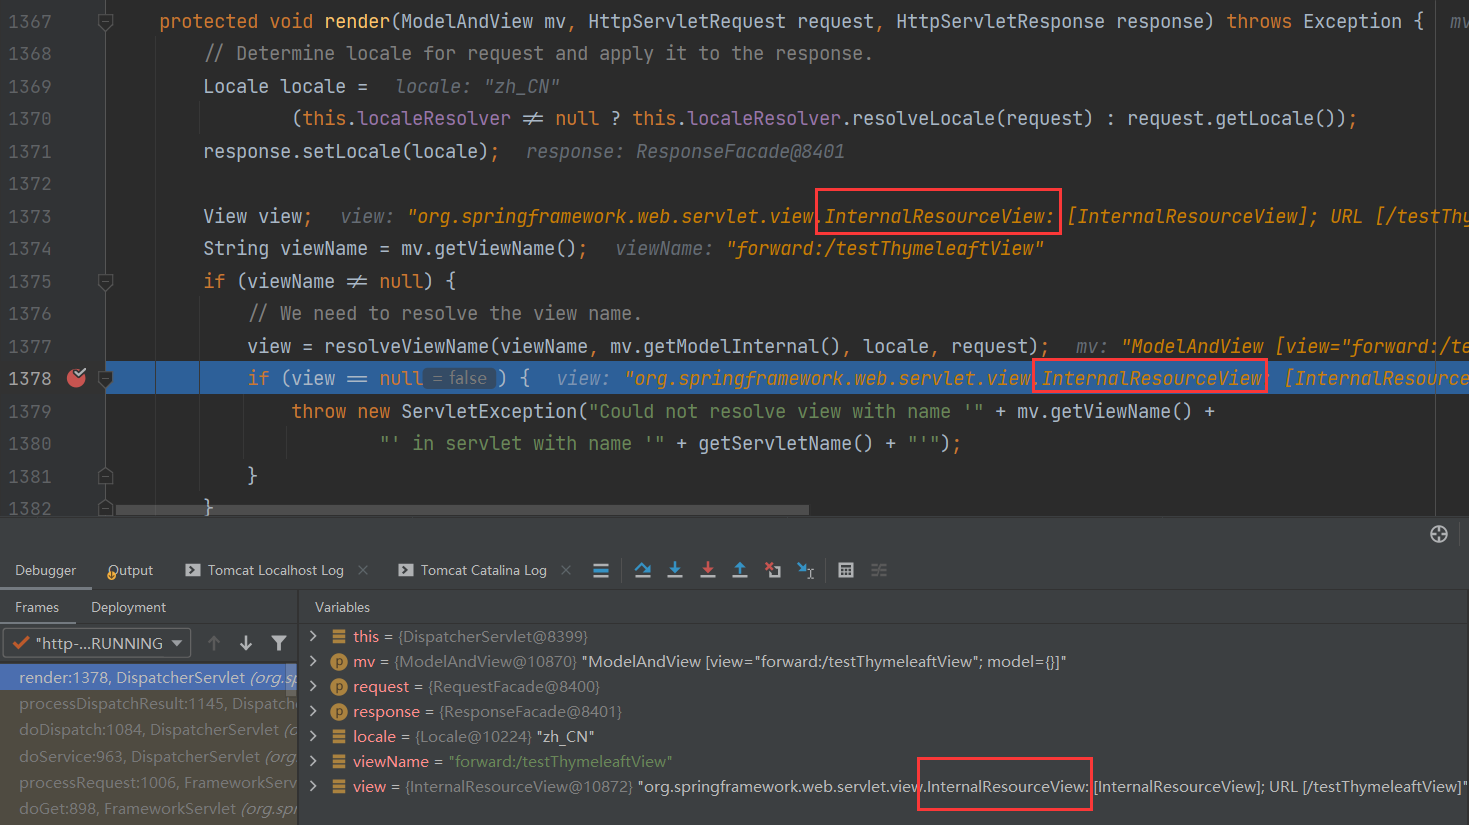 1367 protected void render(ModelAndView mv, HttpServletRequest request, HttpServletResponse response) throws Exception { mv
1368 // Determine locale for request and apply it to the response.
1369 Locale locale = locale: "zh_CN"
1370 (this.localeResolver ≠ null ? this.localeResolver.resolveLocale(request) : request.getLocale());
1371 response.setLocale(locale); response: ResponseFacade@8401
1372
1373 View view; view: "org.springframework.web.servlet.view.InternalResourceView: [InternalResourceView]; URL [/testThy
1374 String viewName = mv.getViewName(); viewName: "forward:/testThymeleaftView"
1375 if (viewName ≠ null) {
1376 // We need to resolve the view name.
1377 view = resolveViewName(viewName, mv.getModelInternal(), locale, request); mv: "ModelAndView [view="forward:/te
1378 if (view == null = false ) { view: "org.springframework.web.servlet.view.InternalResourceView: [InternalResource
1379 throw new ServletException("Could not resolve view with name '" + mv.getViewName() +
1380 "' in servlet with name '" + getServletName() + "'");
1381 }
1382 }
Debugger Output Tomcat Localhost Log Tomcat Catalina Log
Frames Deployment Variables
"http-...RUNNING
render:1378, DispatcherServlet (org.sp
processDispatchResult:1145, Dispatche
doDispatch:1084, DispatcherServlet (o
doService:963, DispatcherServlet (org.
processRequest:1006, FrameworkServ
doGet:898, FrameworkServlet (org.spr
this = {DispatcherServlet@8399}
mv = {ModelAndView@10870} "ModelAndView [view="forward:/testThymeleaftView"; model={}]"
request = {RequestFacade@8400}
response = {ResponseFacade@8401}
locale = {Locale@10224} "zh_CN"
viewName = "forward:/testThymeleaftView"
view = {InternalResourceView@10872} "org.springframework.web.servlet.view.InternalResourceView: [InternalResourceView]; URL [/testThymeleaftView]"